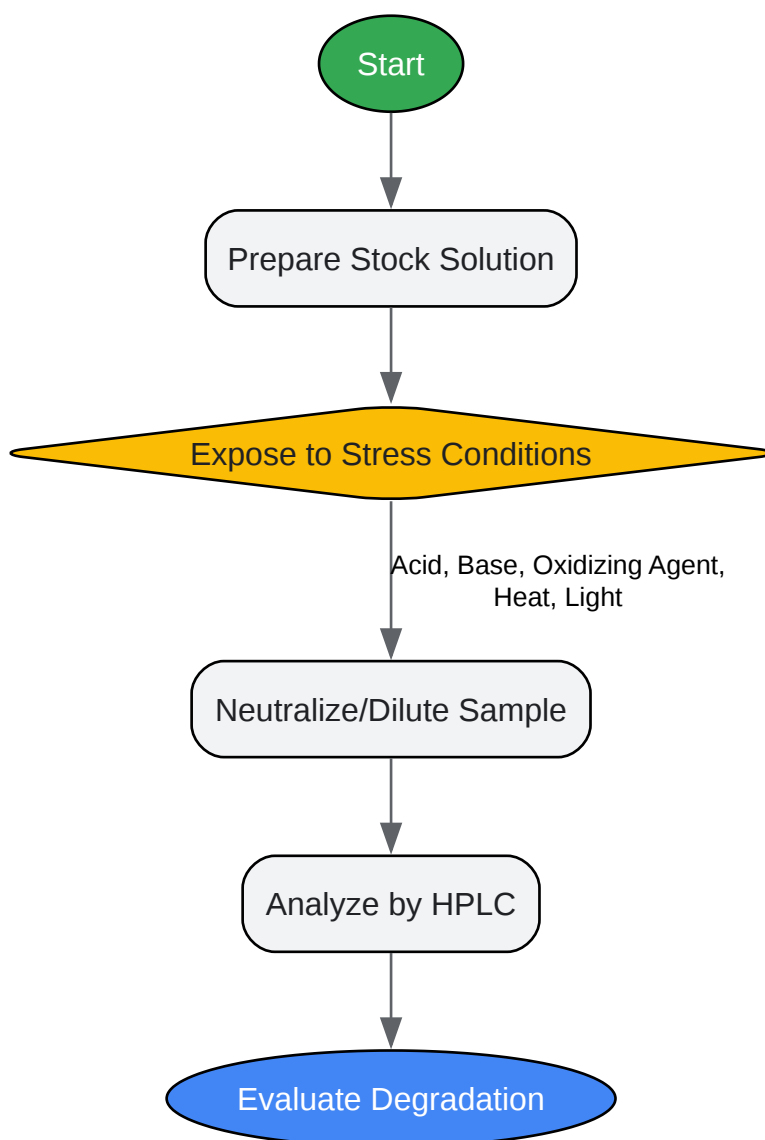 Start
Prepare Stock Solution
Expose to Stress Conditions
Acid, Base, Oxidizing Agent,
Heat, Light
Neutralize/Dilute Sample
Analyze by HPLC
Evaluate Degradation